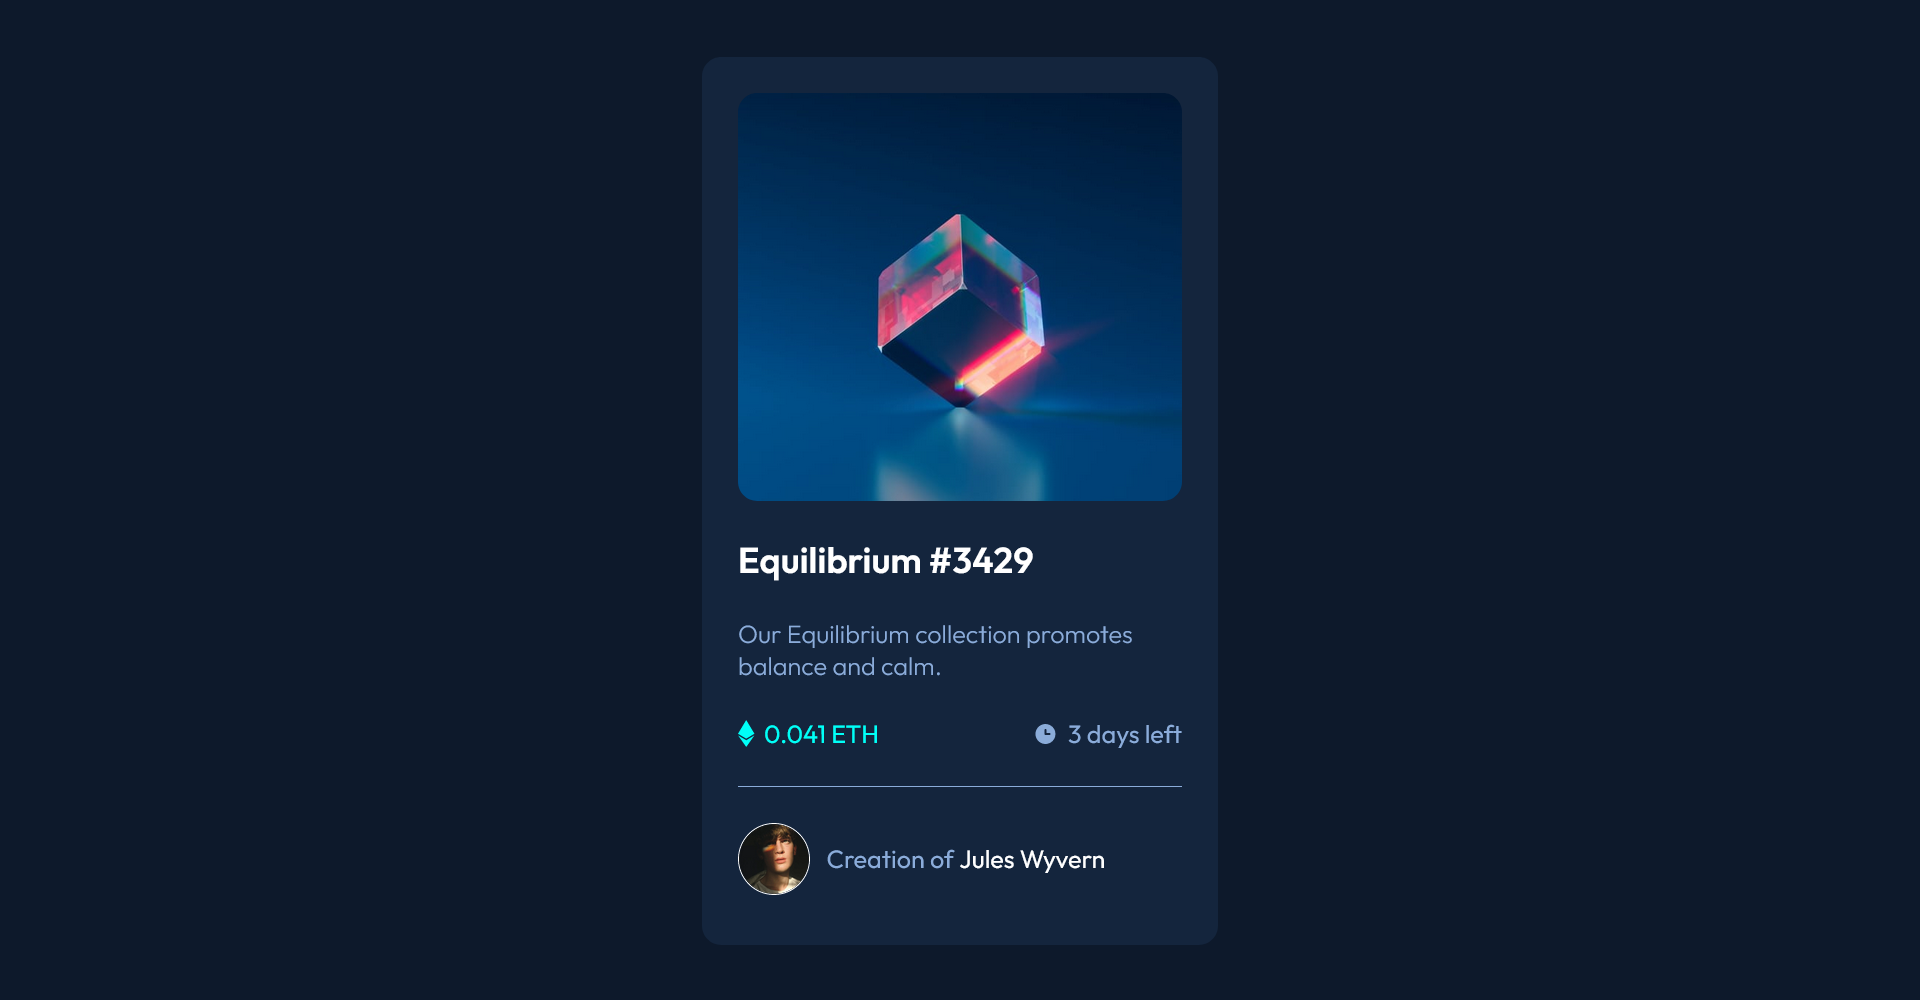 Equilibrium #3429
Our Equilibrium collection promotes
balance and calm.
0.041 ETH
3 days left
Creation of Jules Wyvern